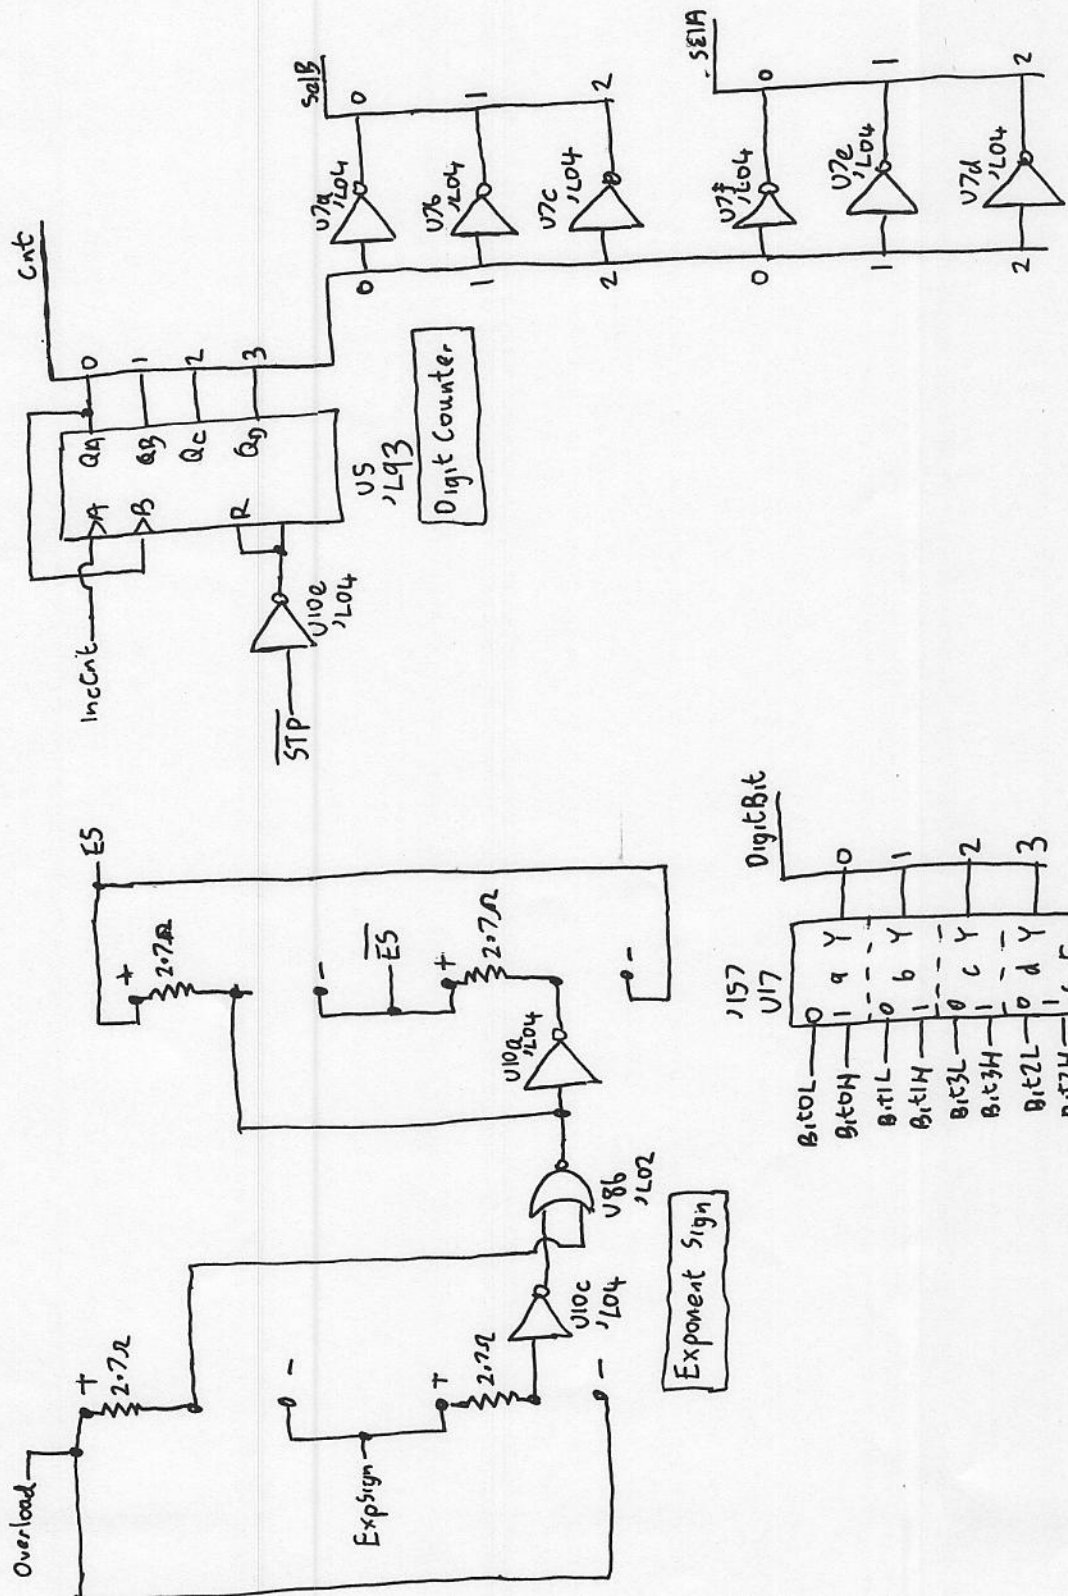 Overload
+
2.7Ω
-
ExpSign
+
2.7Ω
-
U10c
'L04
U8b
'L02
Exponent Sign
U10a
'L04
+
2.7Ω
-
ES
ES
+
2.7Ω
-
IncCnt
STP
U10e
'L04
A
B
R
QA
QB
QC
QD
0
1
2
3
Cnt
U5
'L93
Digit Counter
0
1
2
0
1
2
U7a
'L04
U7b
'L04
U7c
'L04
U7f
'L04
U7e
'L04
U7d
'L04
SelB
0
1
2
SElA
0
1
2
'157
U17
Bit0L
Bit0H
Bit1L
Bit1H
Bit3L
Bit3H
Bit2L
0 a Y
1
0 b Y
1
0 c Y
1
0 d Y
1
DigitBit
0
1
2
3